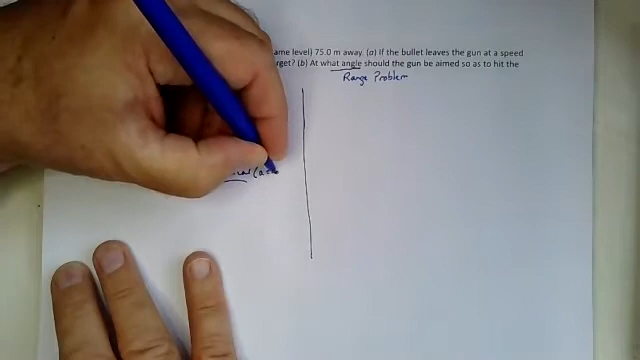 ame level) 75.0 m away. (a) If the bullet leaves the gun at a speed
rget? (b) At what angle should the gun be aimed so as to hit the
Range Problem